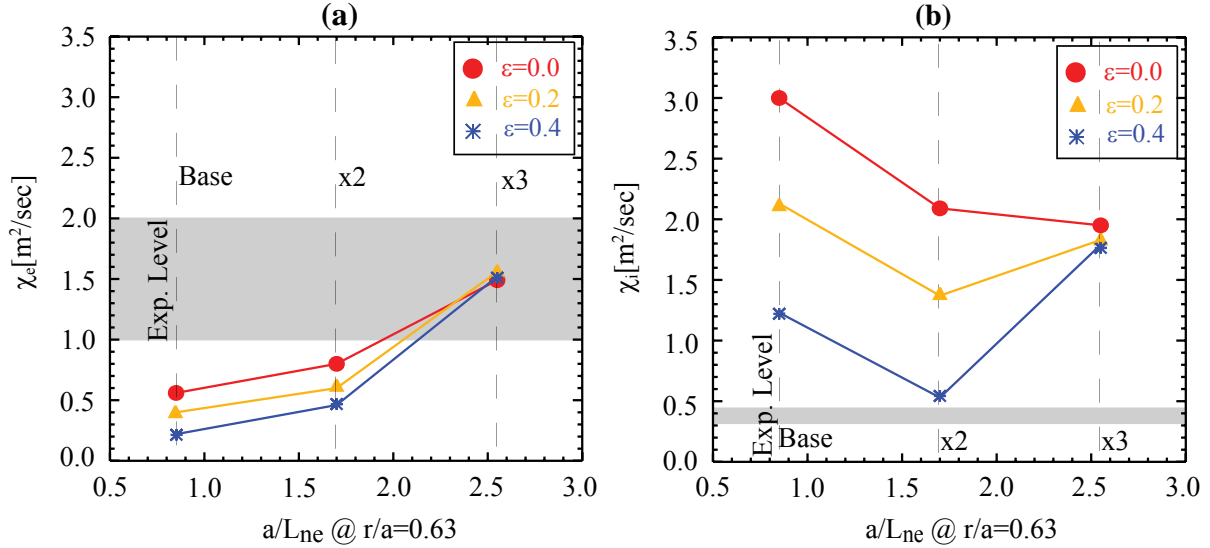 (a)
3.5
3.0
2.5
2.0
1.5
1.0
0.5
0.0
χe[m²/sec]
ε=0.0
ε=0.2
ε=0.4
Base
x2
x3
Exp. Level
0.5 1.0 1.5 2.0 2.5 3.0
a/Lne @ r/a=0.63
(b)
3.5
3.0
2.5
2.0
1.5
1.0
0.5
0.0
χi[m²/sec]
ε=0.0
ε=0.2
ε=0.4
Exp. Level
Base
x2
x3
0.5 1.0 1.5 2.0 2.5 3.0
a/Lne @ r/a=0.63